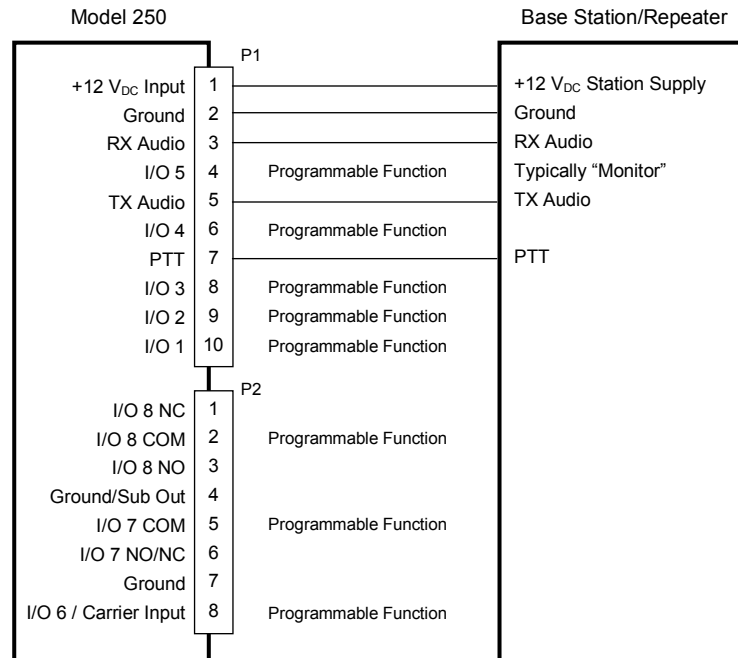 Model 250 Base Station/Repeater
P1
+12 VDC Input 1 +12 VDC Station Supply
Ground 2 Ground
RX Audio 3 RX Audio
I/O 5 4 Programmable Function Typically “Monitor”
TX Audio 5 TX Audio
I/O 4 6 Programmable Function
PTT 7 PTT
I/O 3 8 Programmable Function
I/O 2 9 Programmable Function
I/O 1 10 Programmable Function
P2
I/O 8 NC 1
I/O 8 COM 2 Programmable Function
I/O 8 NO 3
Ground/Sub Out 4
I/O 7 COM 5 Programmable Function
I/O 7 NO/NC 6
Ground 7
I/O 6 / Carrier Input 8 Programmable Function